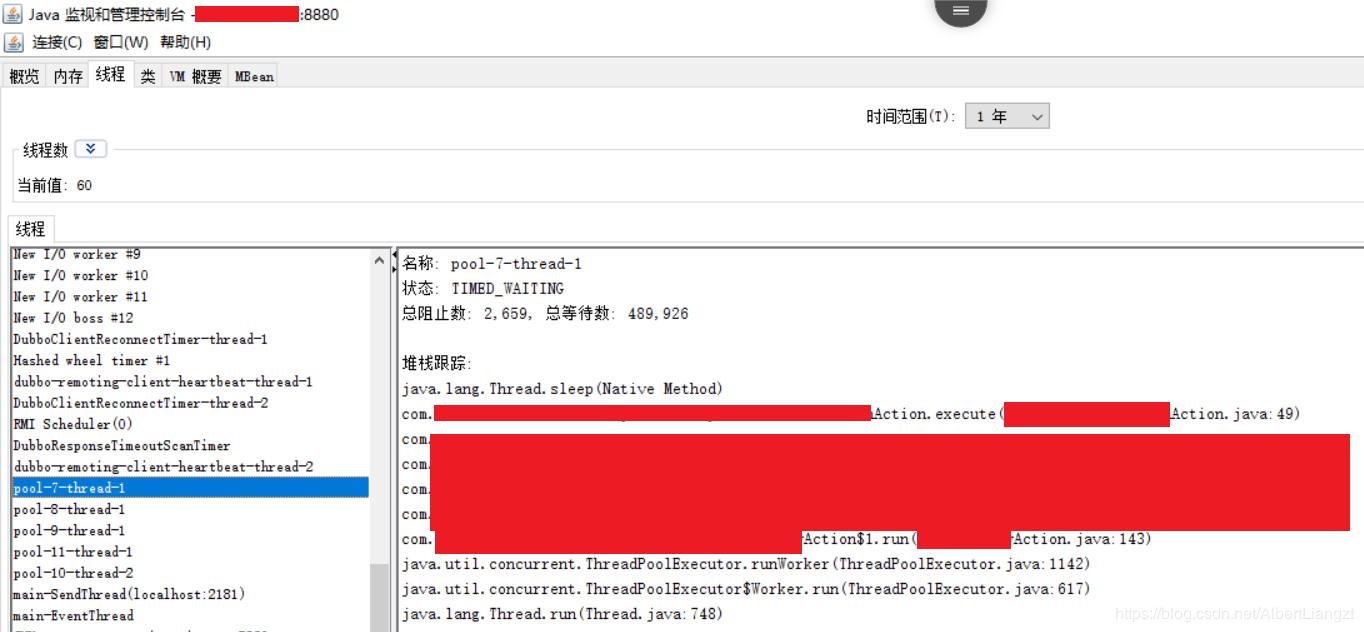 Java 监视和管理控制台 - :8880
连接(C) 窗口(W) 帮助(H)
概览 内存 线程 类 VM 概要 MBean
时间范围(T): 1 年
线程数
当前值: 60
线程
New I/O worker #9
New I/O worker #10
New I/O worker #11
New I/O boss #12
DubboClientReconnectTimer-thread-1
Hashed wheel timer #1
dubbo-remoting-client-heartbeat-thread-1
DubboClientReconnectTimer-thread-2
RMI Scheduler(0)
DubboResponseTimeoutScanTimer
dubbo-remoting-client-heartbeat-thread-2
pool-7-thread-1
pool-8-thread-1
pool-9-thread-1
pool-11-thread-1
pool-10-thread-2
main-SendThread(localhost:2181)
main-EventThread
名称: pool-7-thread-1
状态: TIMED_WAITING
总阻止数: 2,659, 总等待数: 489,926
堆栈跟踪:
java.lang.Thread.sleep(Native Method)
com. Action.execute( Action.java:49)
com.
com.
com.
com.
com. Action$1.run( Action.java:143)
java.util.concurrent.ThreadPoolExecutor.runWorker(ThreadPoolExecutor.java:1142)
java.util.concurrent.ThreadPoolExecutor$Worker.run(ThreadPoolExecutor.java:617)
java.lang.Thread.run(Thread.java:748)
https://blog.csdn.net/AlbertLiangzt